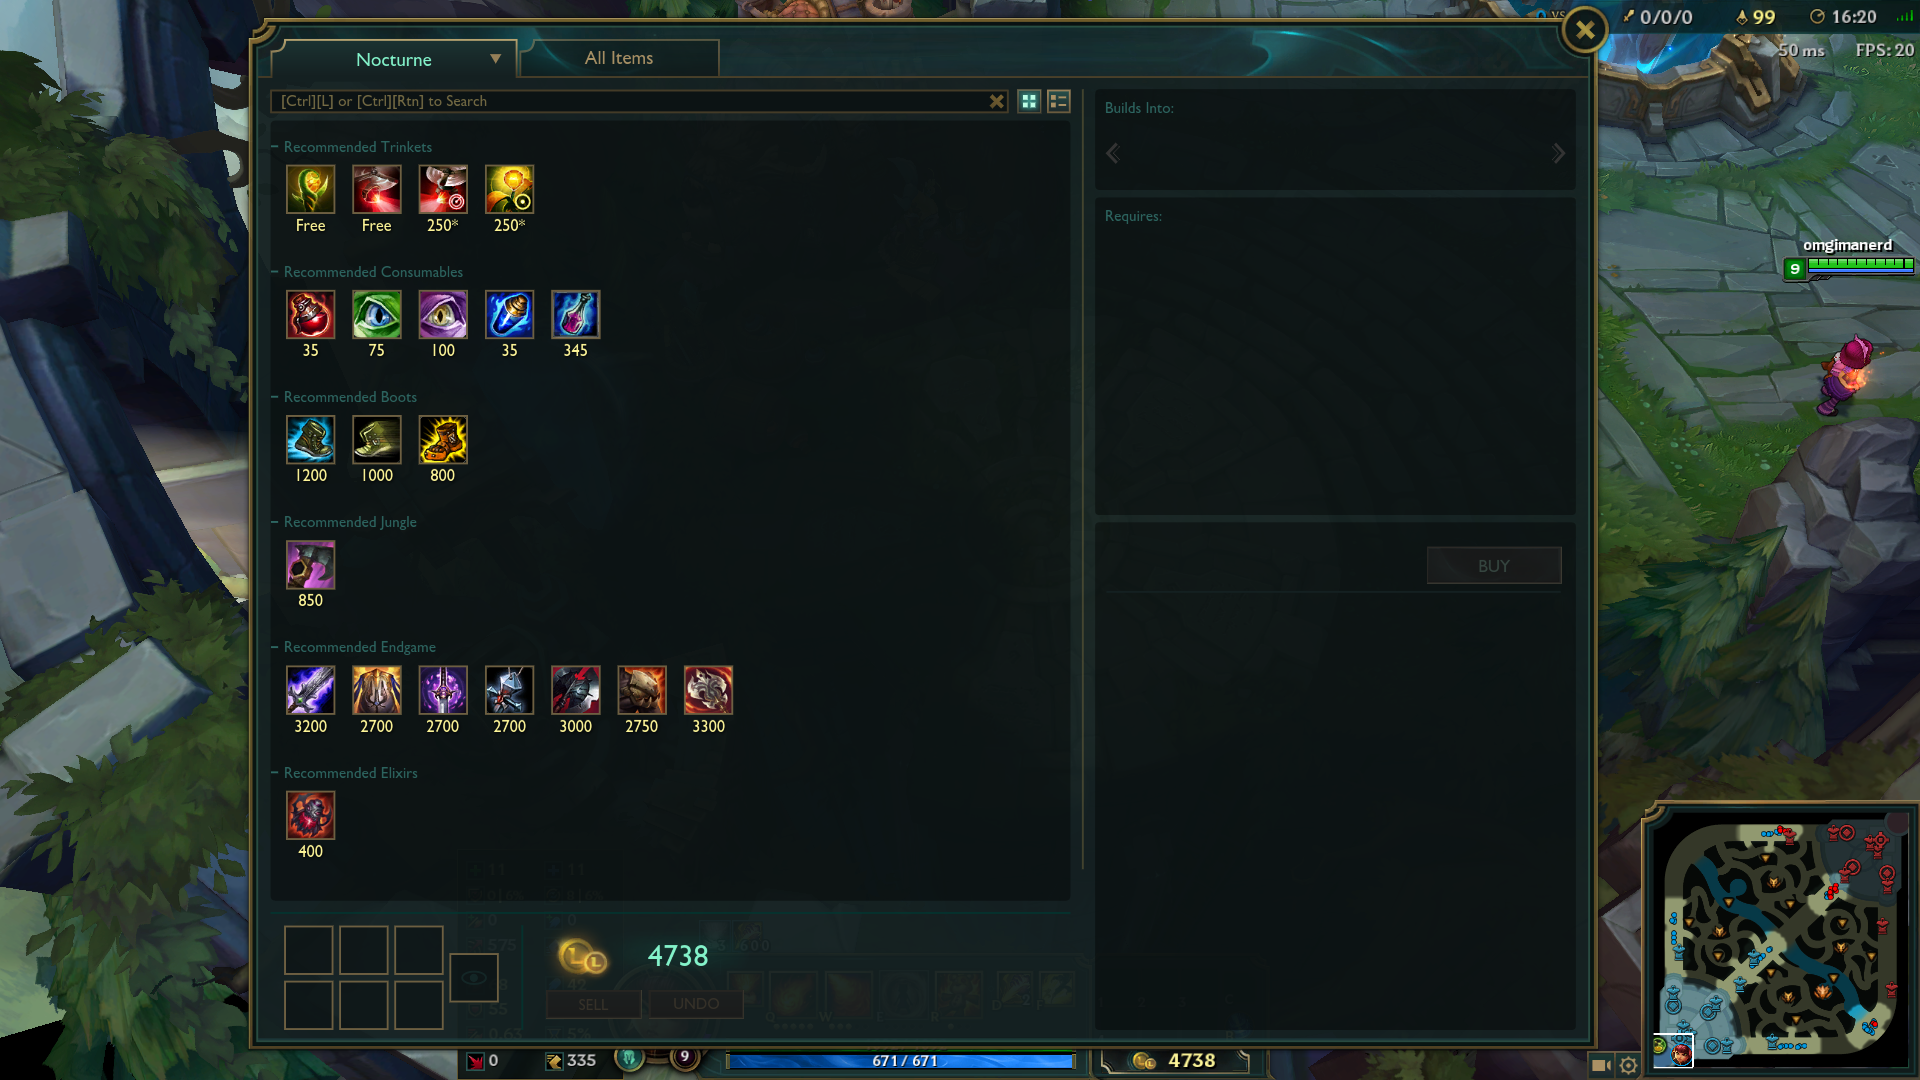 0/0/0
99
16:20
50 ms
FPS: 20
Nocturne
All Items
[Ctrl][L] or [Ctrl][Rtn] to Search
Recommended Trinkets
Free
Free
250*
250*
Recommended Consumables
35
75
100
35
345
Recommended Boots
1200
1000
800
Recommended Jungle
850
Recommended Endgame
3200
2700
2700
2700
3000
2750
3300
Recommended Elixirs
400
Builds Into:
Requires:
BUY
omgimanerd
9
4738
SELL
UNDO
0
335
9
671 / 671
4738